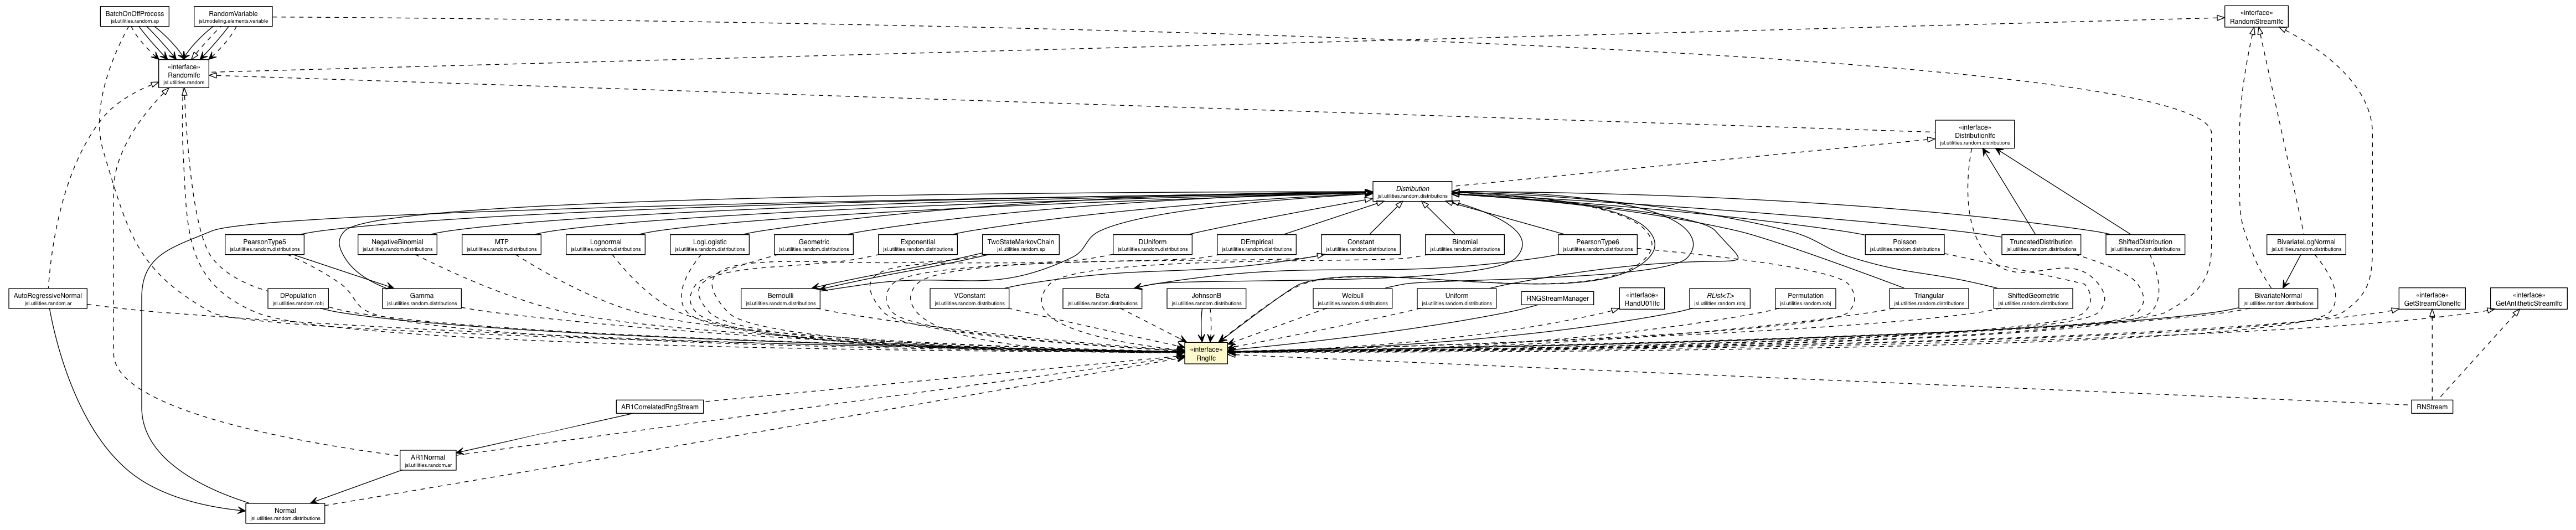 BatchOnOffProcess
jsl.utilities.random.sp
RandomVariable
jsl.modeling.elements.variable
«interface»
RandomStreamIfc
«interface»
RandomIfc
jsl.utilities.random
«interface»
DistributionIfc
jsl.utilities.random.distributions
Distribution
jsl.utilities.random.distributions
PearsonType5
jsl.utilities.random.distributions
NegativeBinomial
jsl.utilities.random.distributions
MTP
jsl.utilities.random.distributions
Lognormal
jsl.utilities.random.distributions
LogLogistic
jsl.utilities.random.distributions
Geometric
jsl.utilities.random.distributions
Exponential
jsl.utilities.random.distributions
TwoStateMarkovChain
jsl.utilities.random.sp
DUniform
jsl.utilities.random.distributions
DEmpirical
jsl.utilities.random.distributions
Constant
jsl.utilities.random.distributions
Binomial
jsl.utilities.random.distributions
PearsonType6
jsl.utilities.random.distributions
Poisson
jsl.utilities.random.distributions
TruncatedDistribution
jsl.utilities.random.distributions
ShiftedDistribution
jsl.utilities.random.distributions
BivariateLogNormal
jsl.utilities.random.distributions
AutoRegressiveNormal
jsl.utilities.random.ar
DPopulation
jsl.utilities.random.robj
Gamma
jsl.utilities.random.distributions
Bernoulli
jsl.utilities.random.distributions
VConstant
jsl.utilities.random.distributions
Beta
jsl.utilities.random.distributions
JohnsonB
jsl.utilities.random.distributions
Weibull
jsl.utilities.random.distributions
Uniform
jsl.utilities.random.distributions
RNGStreamManager
«interface»
RandU01Ifc
RList<T>
jsl.utilities.random.robj
Permutation
jsl.utilities.random.robj
Triangular
jsl.utilities.random.distributions
ShiftedGeometric
jsl.utilities.random.distributions
BivariateNormal
jsl.utilities.random.distributions
«interface»
GetStreamCloneIfc
«interface»
GetAntitheticStreamIfc
«interface»
RngIfc
AR1CorrelatedRngStream
RNStream
AR1Normal
jsl.utilities.random.ar
Normal
jsl.utilities.random.distributions